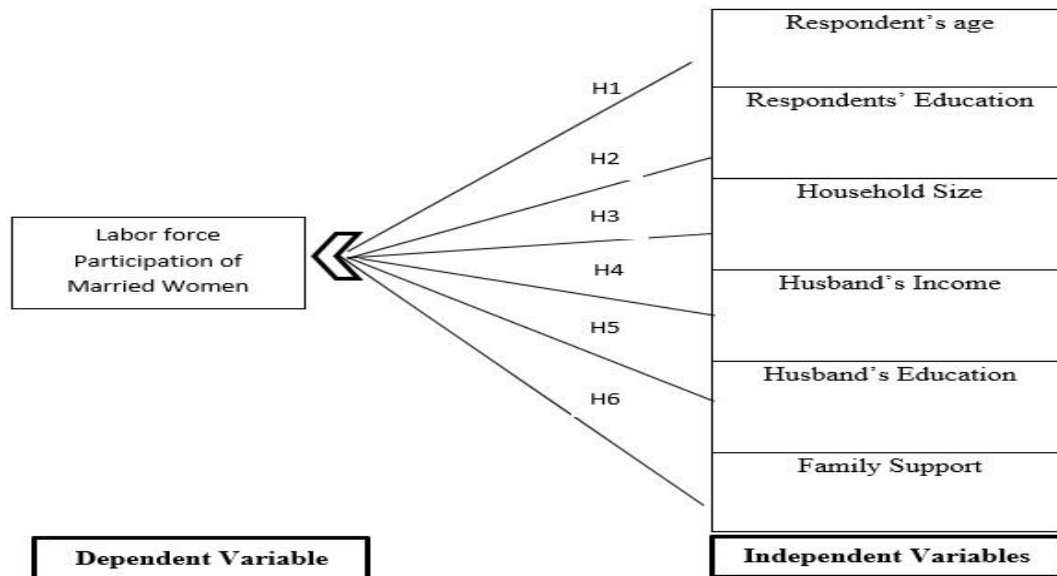 Respondent's age
H1
Respondents' Education
H2
Household Size
H3
Labor force
Participation of
Married Women
H4
Husband's Income
H5
Husband's Education
H6
Family Support
Dependent Variable
Independent Variables